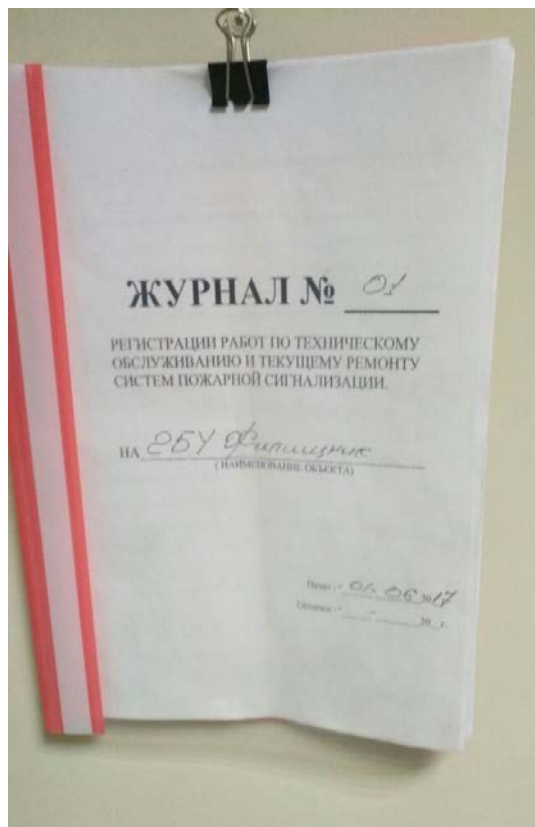 ЖУРНАЛ № 01
РЕГИСТРАЦИИ РАБОТ ПО ТЕХНИЧЕСКОМУ
ОБСЛУЖИВАНИЮ И ТЕКУЩЕМУ РЕМОНТУ
СИСТЕМ ПОЖАРНОЙ СИГНАЛИЗАЦИИ.
НА
( НАИМЕНОВАНИЕ ОБЪЕКТА)
01. 06 2017
20 г.